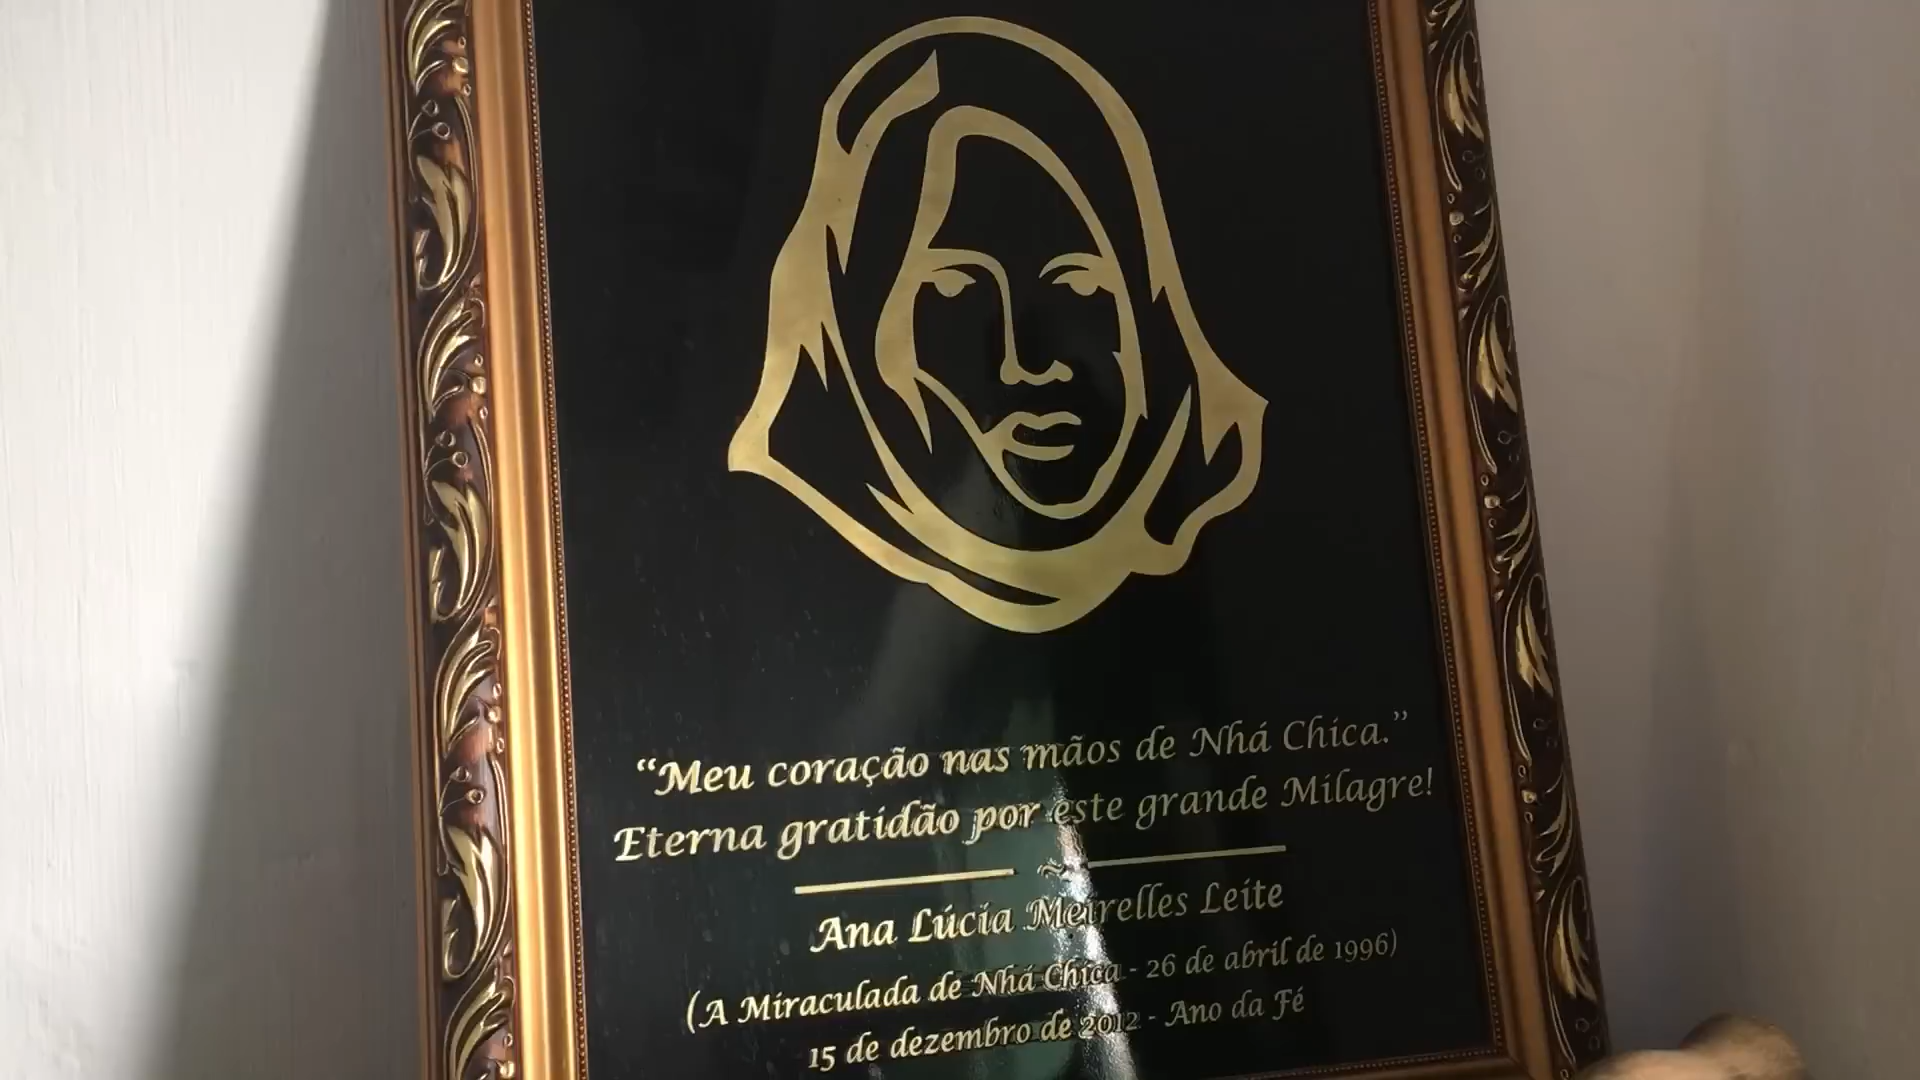 “Meu coração nas mãos de Nhá Chica.”
Eterna gratidão por este grande Milagre!
~
Ana Lúcia Meirelles Leite
(A Miraculada de Nhá Chica - 26 de abril de 1996)
15 de dezembro de 2012 - Ano da Fé